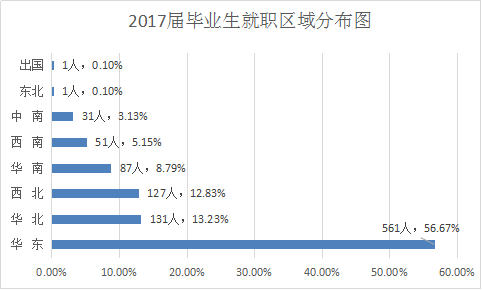 2017届毕业生就职区域分布图
出国 1人，0.10%
东北 1人，0.10%
中 南 31人，3.13%
西 南 51人，5.15%
华 南 87人，8.79%
西 北 127人，12.83%
华 北 131人，13.23%
华 东 561人，56.67%
0.00% 10.00% 20.00% 30.00% 40.00% 50.00% 60.00%